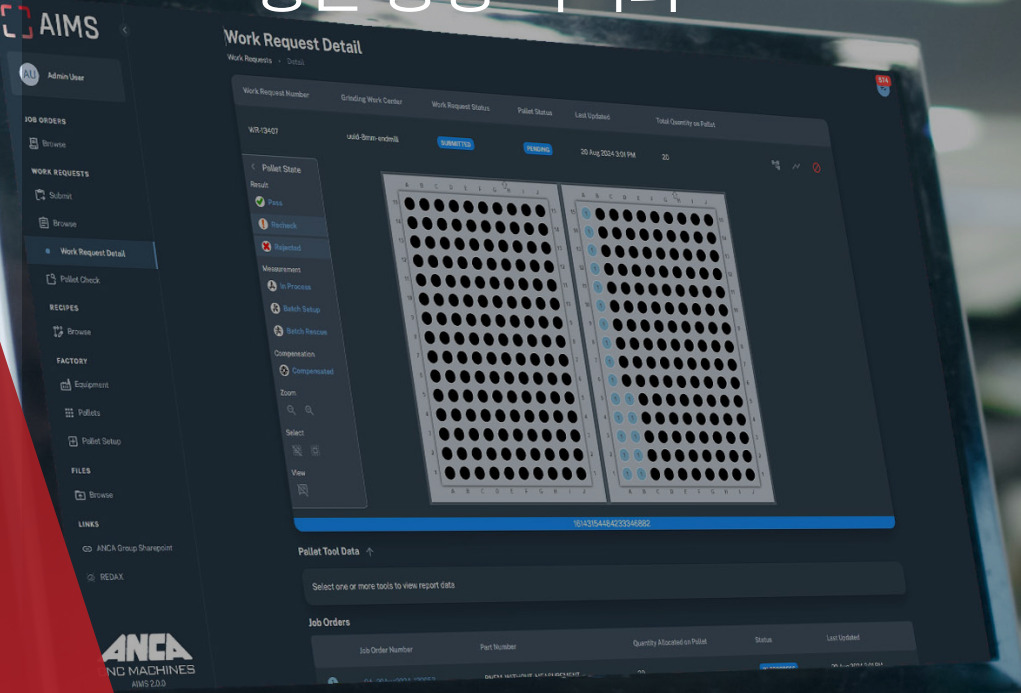 AIMS
Admin User
AU
JOB ORDERS
Browse
WORK REQUESTS
Submit
Browse
Work Request Detail
Pallet Check
RECIPES
Browse
FACTORY
Equipment
Pallets
Pallet Setup
FILES
Browse
LINKS
ANCA Group Sharepoint
REDAX
ANCA
CNC MACHINES
AIMS 2.0.0
Work Request Detail
Work Requests • Detail
574
Work Request Number Grinding Work Center Work Request Status Pallet Status Last Updated Total Quantity on Pallet
WR-13407 uuid-8mm-endmill SUBMITTED PENDING 20 Aug 2024 3:01 PM 20
Pallet State
Result
Pass
Recheck
Rejected
Measurement
In Process
Batch Setup
Batch Rescue
Compensation
Compensated
Zoom
Select
View
A B C D E F G H I J
A B C D E F G H I J
16143154484233346882
Pallet Tool Data
Select one or more tools to view report data
Job Orders
Job Order Number Part Number Quantity Allocated on Pallet Status Last Updated